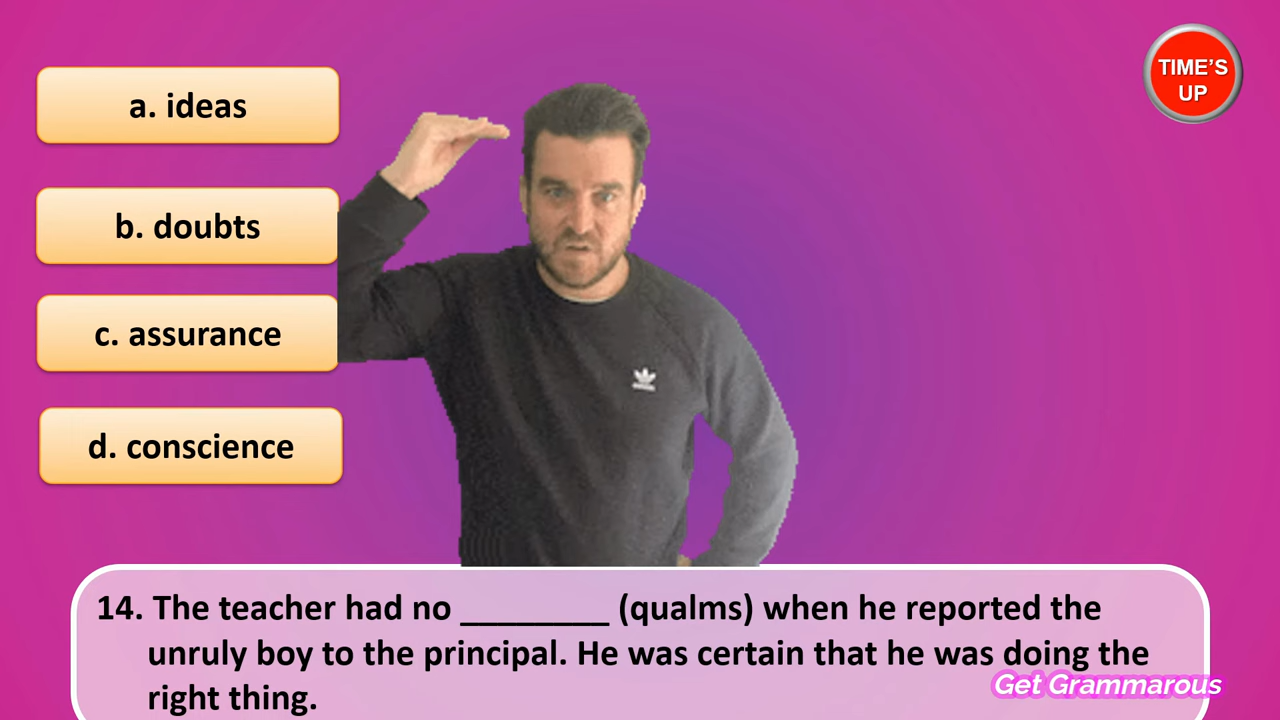 TIME'S
UP
a. ideas
b. doubts
c. assurance
d. conscience
14. The teacher had no ________ (qualms) when he reported the
unruly boy to the principal. He was certain that he was doing the
right thing.
Get Grammarous